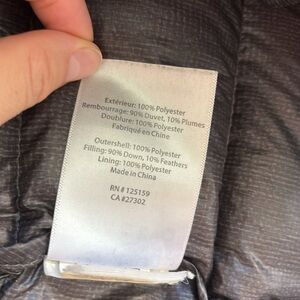 Extérieur: 100% Polyester
Rembourrage: 90% Duvet, 10% Plumes
Doublure: 100% Polyester
Fabriqué en Chine
Outershell: 100% Polyester
Filling: 90% Down, 10% Feathers
Lining: 100% Polyester
Made in China
RN # 125159
CA #27302